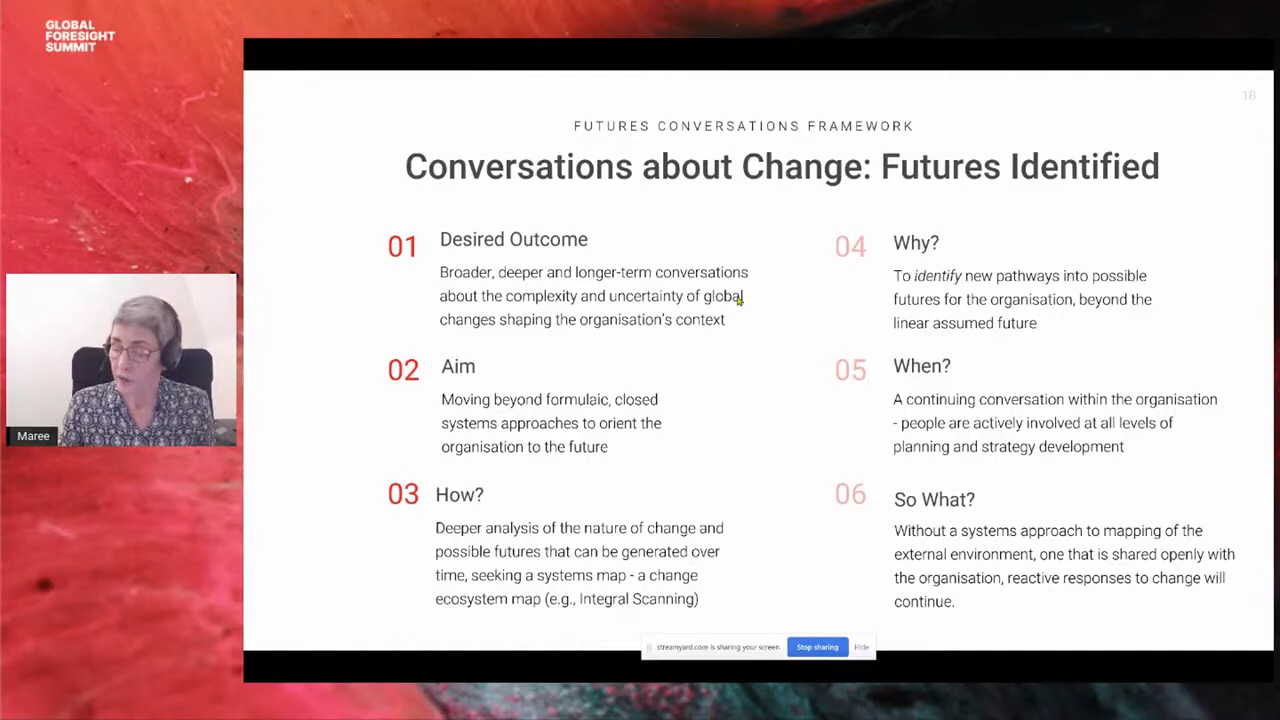 GLOBAL
FORESIGHT
SUMMIT
18
FUTURES CONVERSATIONS FRAMEWORK
Conversations about Change: Futures Identified
01
Desired Outcome
Broader, deeper and longer-term conversations
about the complexity and uncertainty of global
changes shaping the organisation's context
02
Aim
Moving beyond formulaic, closed
systems approaches to orient the
organisation to the future
03
How?
Deeper analysis of the nature of change and
possible futures that can be generated over
time, seeking a systems map - a change
ecosystem map (e.g., Integral Scanning)
04
Why?
To identify new pathways into possible
futures for the organisation, beyond the
linear assumed future
05
When?
A continuing conversation within the organisation
- people are actively involved at all levels of
planning and strategy development
06
So What?
Without a systems approach to mapping of the
external environment, one that is shared openly with
the organisation, reactive responses to change will
continue.
Maree
streamyard.com is sharing your screen.
Stop sharing
Hide